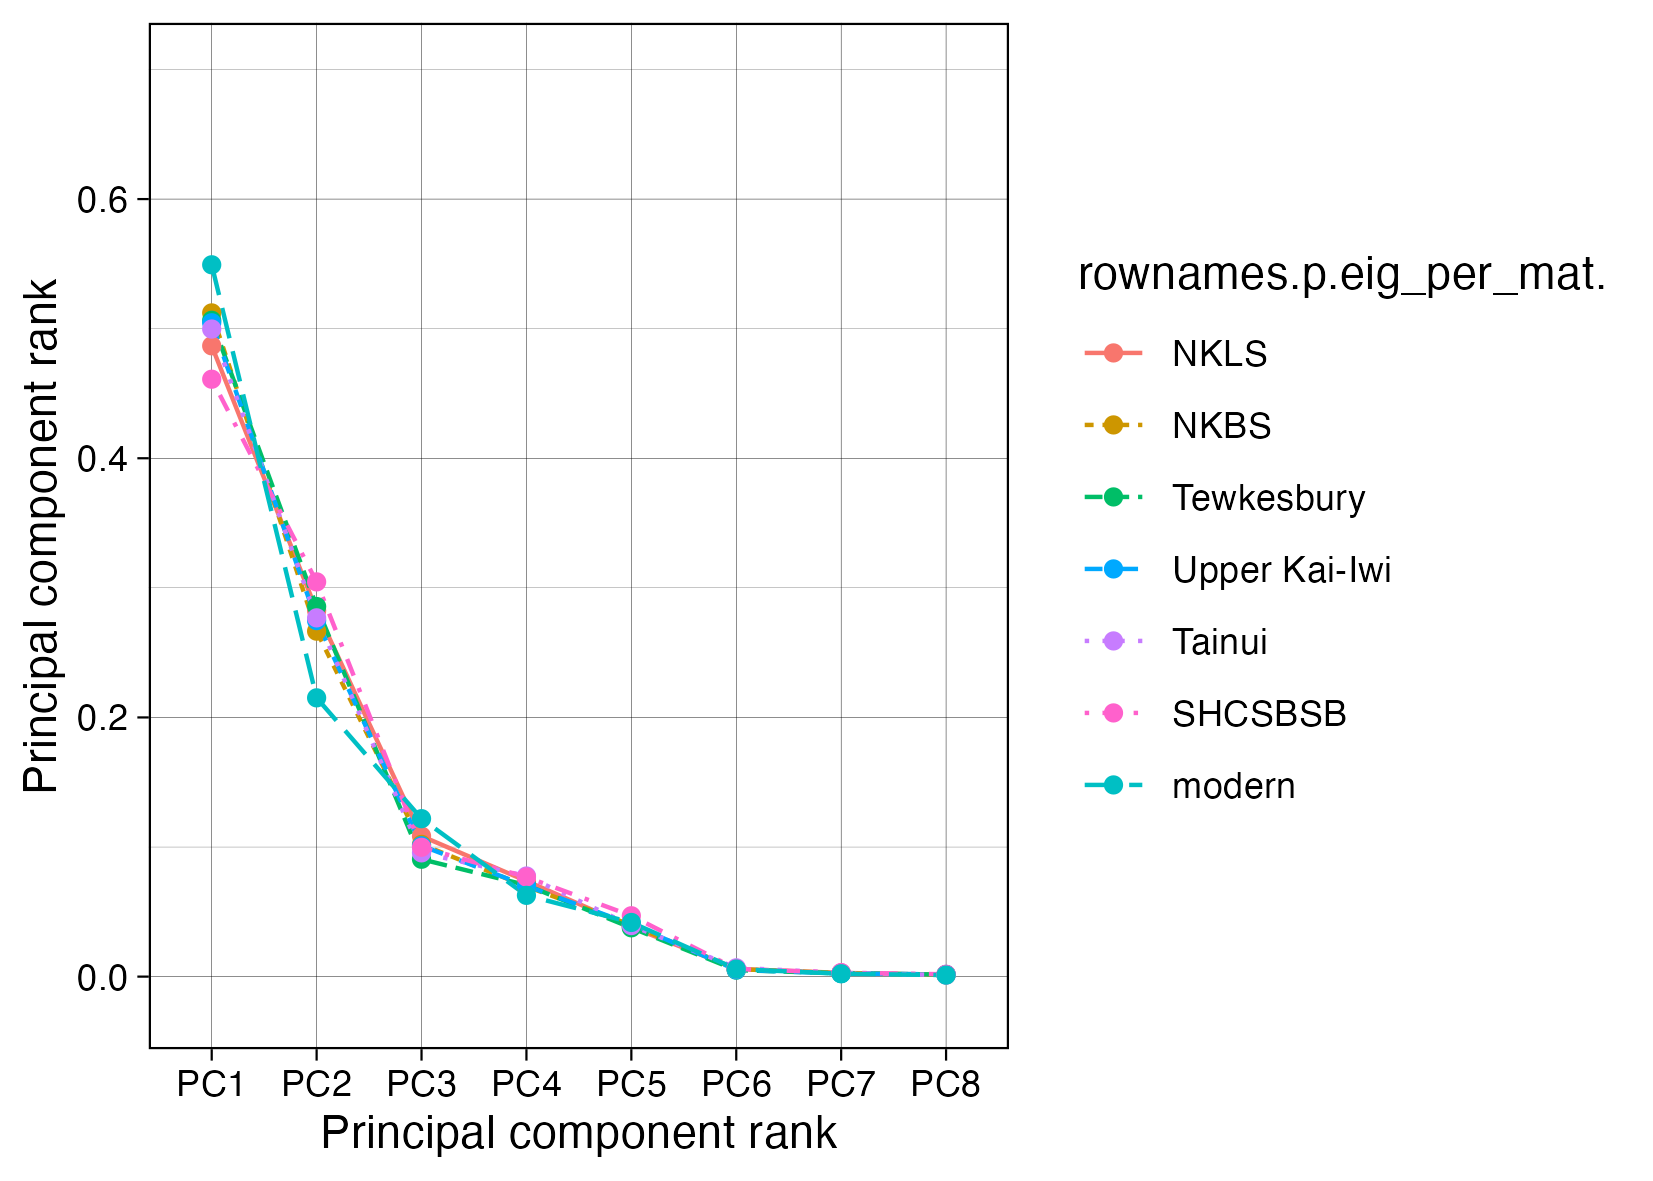 Principal component rank
0.6
0.4
0.2
0.0
PC1 PC2 PC3 PC4 PC5 PC6 PC7 PC8
Principal component rank
rownames.p.eig_per_mat.
NKLS
NKBS
Tewkesbury
Upper Kai-Iwi
Tainui
SHCSBSB
modern